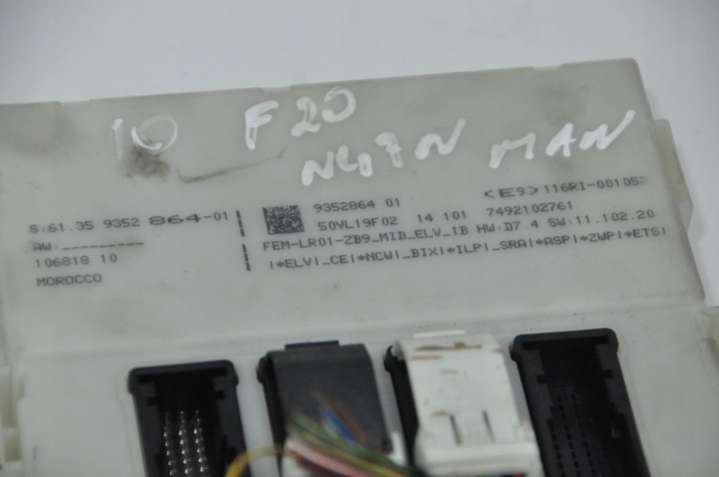 10 F20
N47N MAN
S:61.35 9352 864-01
AW:_________
106818 10
MOROCCO
9352864 01 <E9>116RI-00105
50VL19F02 14 101 7492102761
FEM-LR01-ZB9_MID_ELV_IB HW:D7 4 SW:11.102.20
|*ELV|_CE|*NCW|_BIX|*ILP|_SRA|*ASP|*ZWP|*ETS|